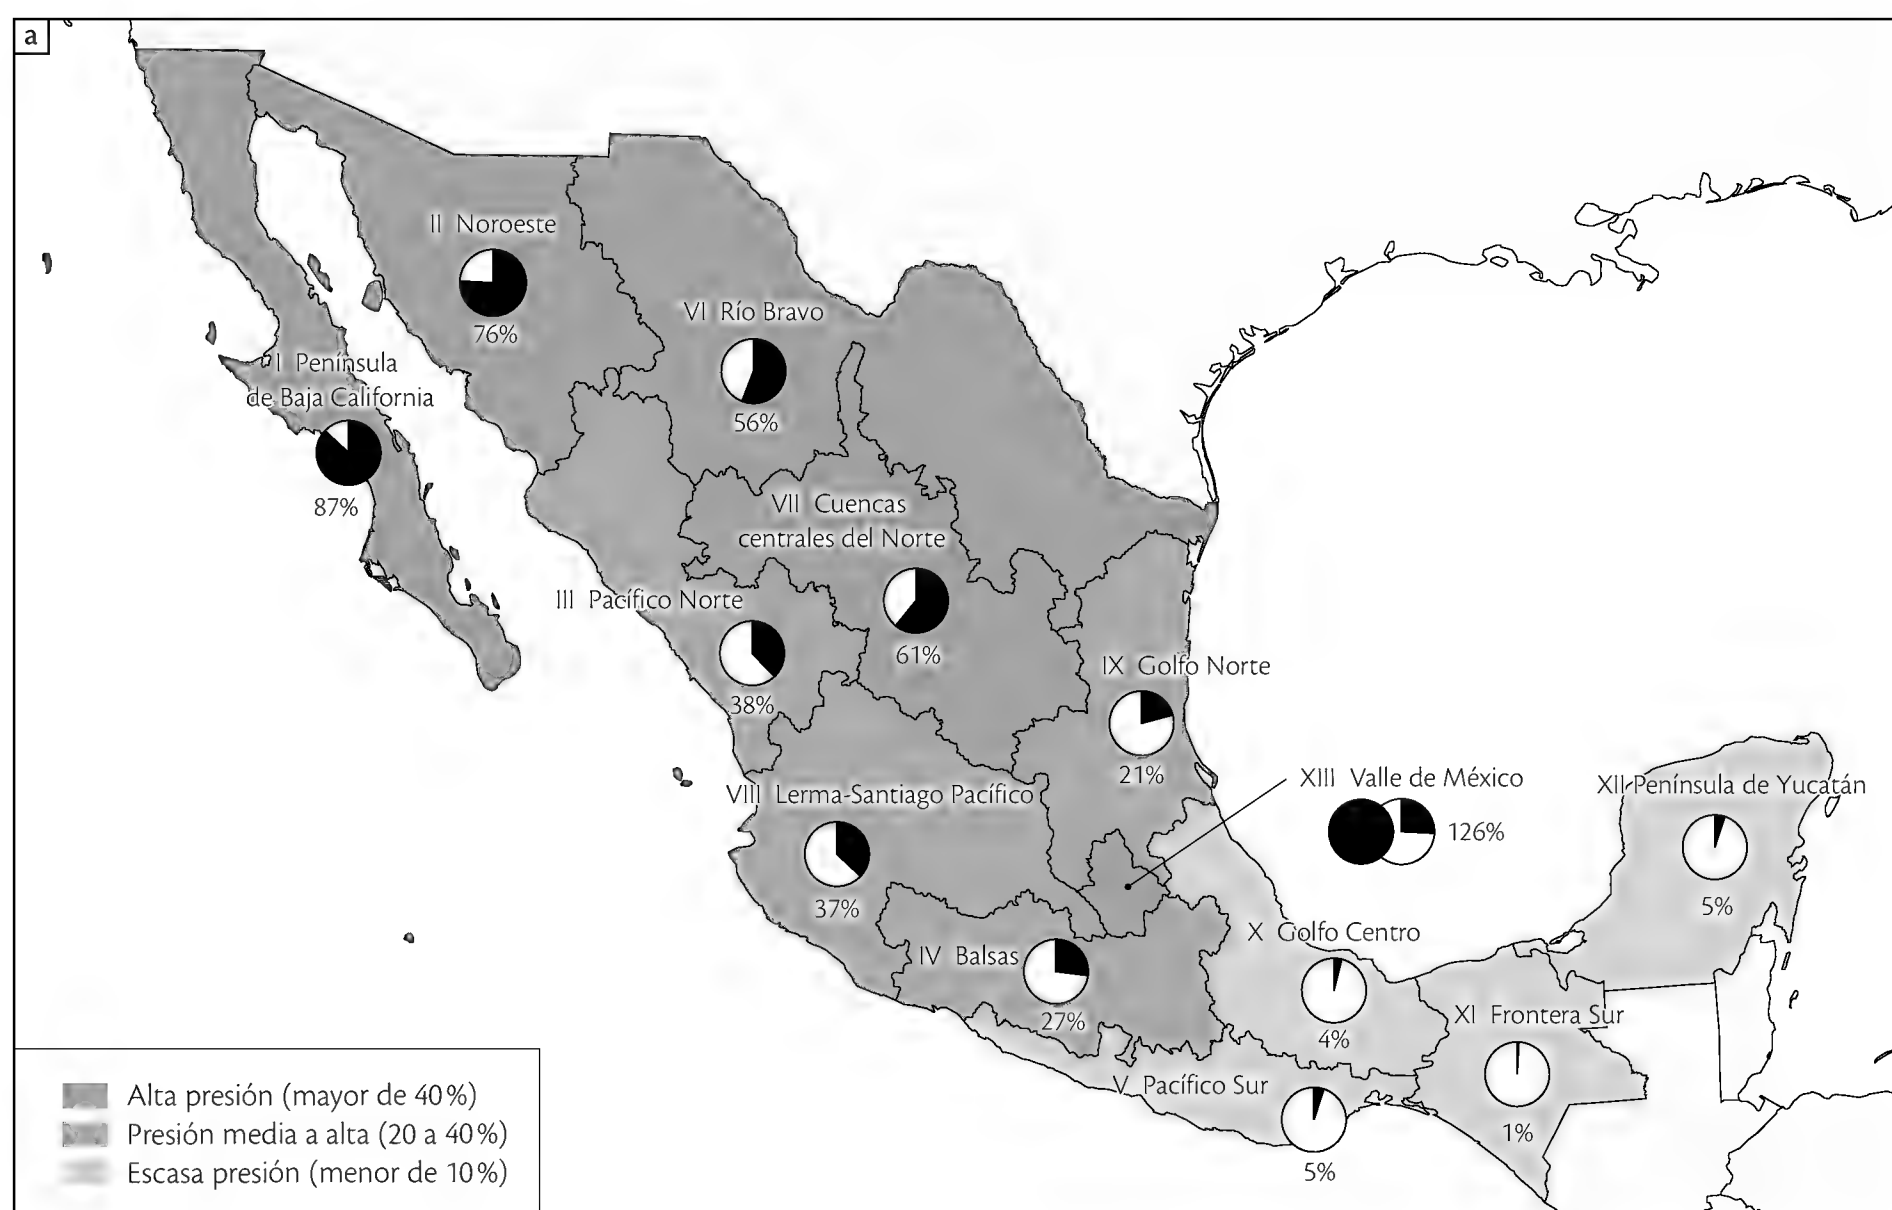 a
II Noroeste
76%
VI Río Bravo
56%
I Península
de Baja California
87%
VII Cuencas
centrales del Norte
61%
III Pacífico Norte
38%
IX Golfo Norte
21%
VIII Lerma-Santiago Pacífico
37%
XIII Valle de México
126%
XII Península de Yucatán
5%
X Golfo Centro
4%
IV Balsas
27%
XI Frontera Sur
1%
V Pacífico Sur
5%
Alta presión (mayor de 40%)
Presión media a alta (20 a 40%)
Escasa presión (menor de 10%)